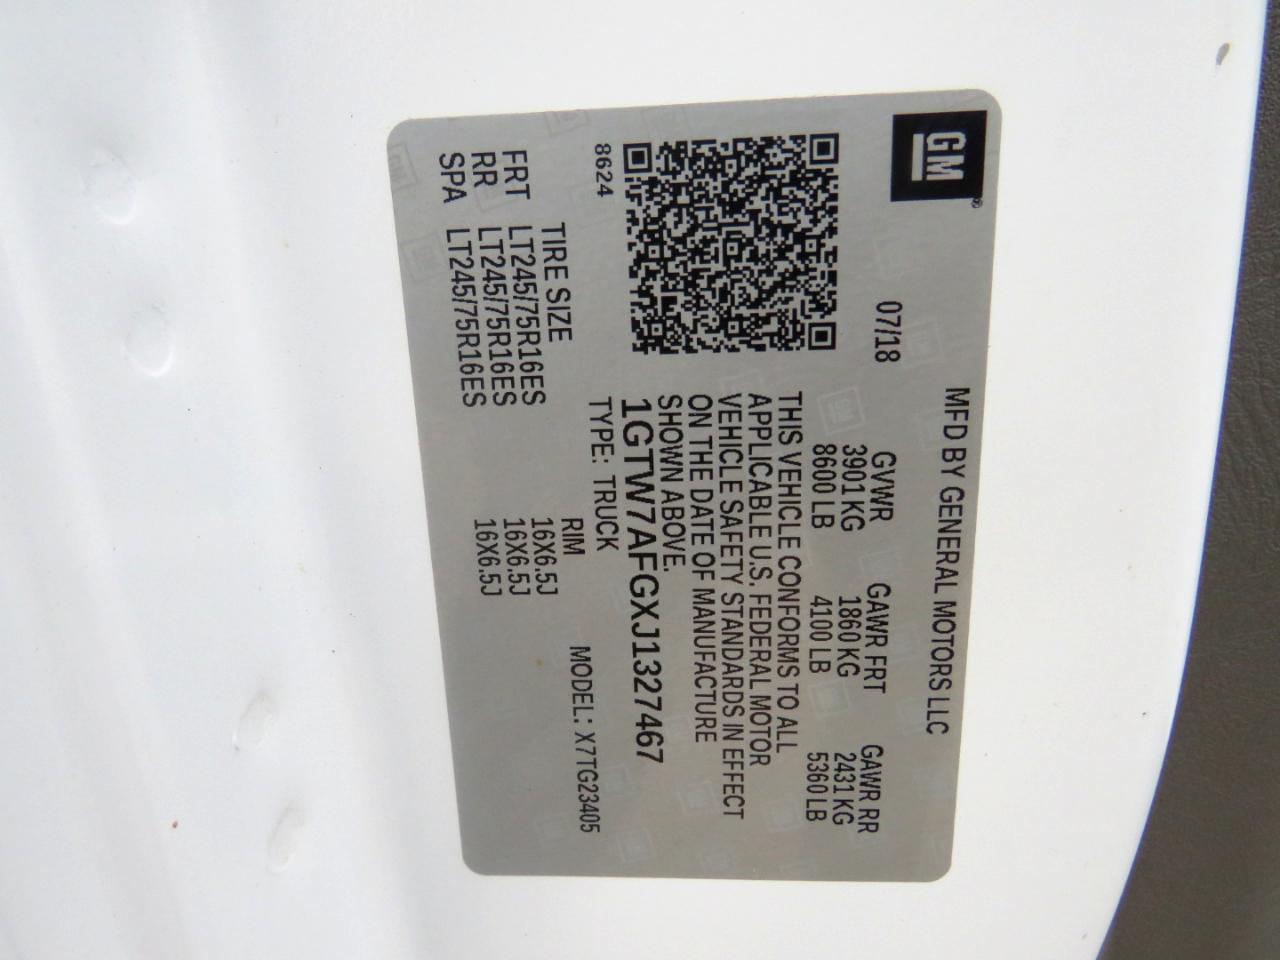 GM
MFD BY GENERAL MOTORS LLC
07/18
GVWR GAWR FRT GAWR RR
3901 KG 1860 KG 2431 KG
8600 LB 4100 LB 5360 LB
THIS VEHICLE CONFORMS TO ALL
APPLICABLE U.S. FEDERAL MOTOR
VEHICLE SAFETY STANDARDS IN EFFECT
ON THE DATE OF MANUFACTURE
SHOWN ABOVE.
1GTW7AFGXJ1327467
8624
TYPE: TRUCK MODEL: X7TG23405
TIRE SIZE RIM
FRT LT245/75R16ES 16X6.5J
RR LT245/75R16ES 16X6.5J
SPA LT245/75R16ES 16X6.5J